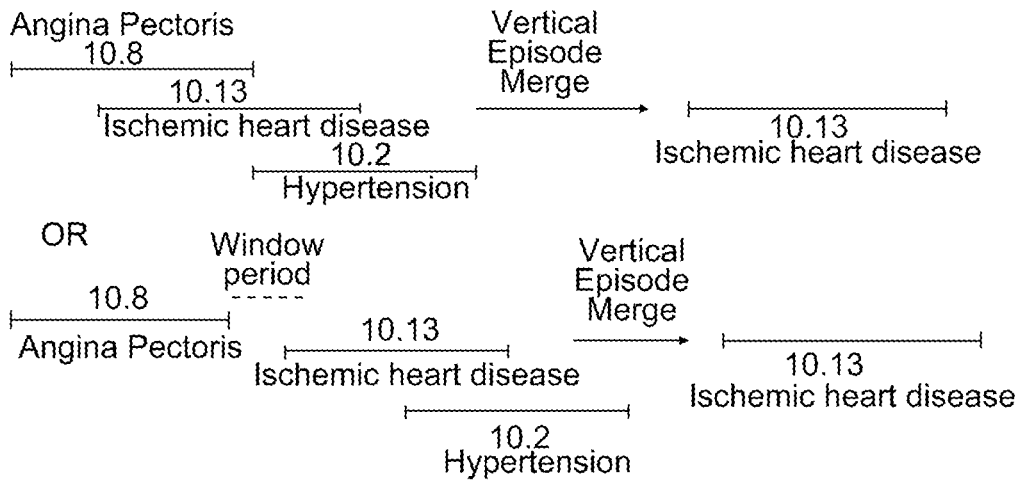 Angina Pectoris
10.8
10.13
Ischemic heart disease
10.2
Hypertension
Vertical
Episode
Merge
10.13
Ischemic heart disease
OR
Window
period
10.8
Angina Pectoris
10.13
Ischemic heart disease
10.2
Hypertension
Vertical
Episode
Merge
10.13
Ischemic heart disease